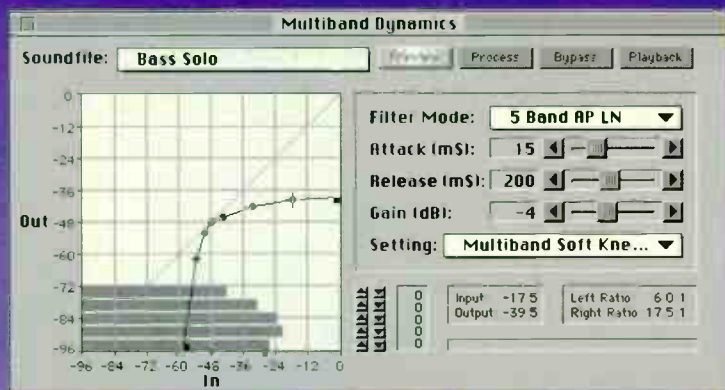 Multiband Dynamics
Soundfile: Bass Solo
Process Bypass Playback
Filter Mode: 5 Band AP LN
Attack (mS): 15
Release (mS): 200
Gain (dB): -4
Setting: Multiband Soft Kne...
0
-12
-24
-36
Out -48
-60
-72
-84
-96
-96 -84 -72 -60 -48 -36 -24 -12 0
In
0
0
0
0
0
Input -17 5
Output -39 5
Left Ratio 6 0 1
Right Ratio 17 5 1